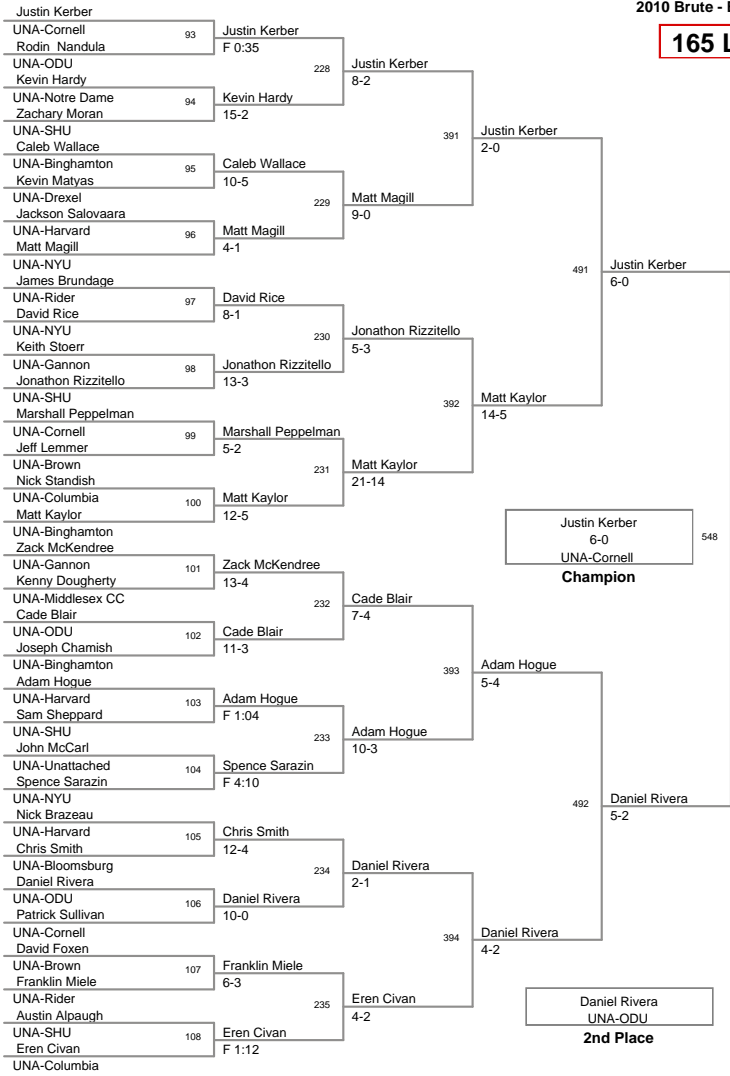 2010 Brute - 
165 L
Justin Kerber
UNA-Cornell
93
Rodin  Nandula
UNA-ODU
Kevin Hardy
UNA-Notre Dame
94
Zachary Moran
UNA-SHU
Caleb Wallace
UNA-Binghamton
95
Kevin Matyas
UNA-Drexel
Jackson Salovaara
UNA-Harvard
96
Matt Magill
UNA-NYU
James Brundage
UNA-Rider
97
David Rice
UNA-NYU
Keith Stoerr
UNA-Gannon
98
Jonathon Rizzitello
UNA-SHU
Marshall Peppelman
UNA-Cornell
99
Jeff Lemmer
UNA-Brown
Nick Standish
UNA-Columbia
100
Matt Kaylor
UNA-Binghamton
Zack McKendree
UNA-Gannon
101
Kenny Dougherty
UNA-Middlesex CC
Cade Blair
UNA-ODU
102
Joseph Chamish
UNA-Binghamton
Adam Hogue
UNA-Harvard
103
Sam Sheppard
UNA-SHU
John McCarl
UNA-Unattached
104
Spence Sarazin
UNA-NYU
Nick Brazeau
UNA-Harvard
105
Chris Smith
UNA-Bloomsburg
Daniel Rivera
UNA-ODU
106
Patrick Sullivan
UNA-Cornell
David Foxen
UNA-Brown
107
Franklin Miele
UNA-Rider
Austin Alpaugh
UNA-SHU
108
Eren Civan
UNA-Columbia
Justin Kerber
F 0:35
228
Kevin Hardy
15-2
Caleb Wallace
10-5
229
Matt Magill
4-1
David Rice
8-1
230
Jonathon Rizzitello
13-3
Marshall Peppelman
5-2
231
Matt Kaylor
12-5
Zack McKendree
13-4
232
Cade Blair
11-3
Adam Hogue
F 1:04
233
Spence Sarazin
F 4:10
Chris Smith
12-4
234
Daniel Rivera
10-0
Franklin Miele
6-3
235
Eren Civan
F 1:12
Justin Kerber
8-2
391
Matt Magill
9-0
Jonathon Rizzitello
5-3
392
Matt Kaylor
21-14
Cade Blair
7-4
393
Adam Hogue
10-3
Daniel Rivera
2-1
394
Eren Civan
4-2
Justin Kerber
2-0
491
Matt Kaylor
14-5
Adam Hogue
5-4
492
Daniel Rivera
4-2
Justin Kerber
6-0
Daniel Rivera
5-2
Justin Kerber
6-0
UNA-Cornell
548
Champion
Daniel Rivera
UNA-ODU
2nd Place